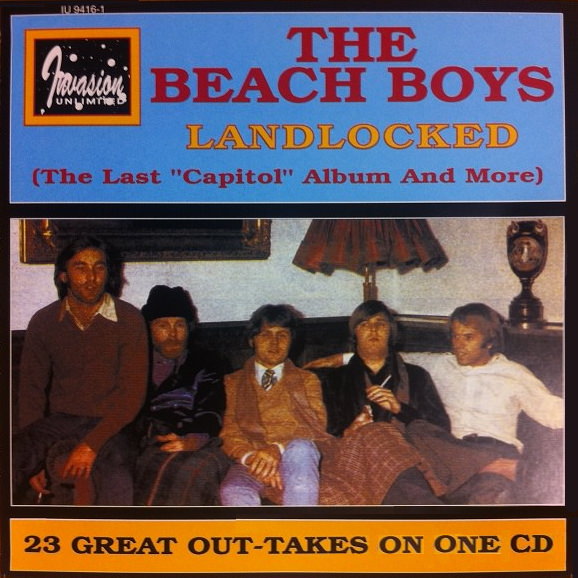 IU 9416-1
Invasion
UNLIMITED
THE
BEACH BOYS
LANDLOCKED
(The Last "Capitol" Album And More)
23 GREAT OUT-TAKES ON ONE CD